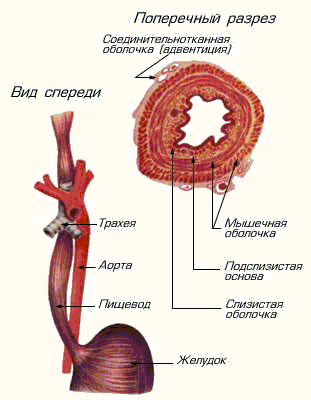 Поперечный разрез
Соединительнотканная
оболочка (адвентиция)
Вид спереди
Трахея
Мышечная
оболочка
Аорта
Подслизистая
основа
Пищевод
Слизистая
оболочка
Желудок